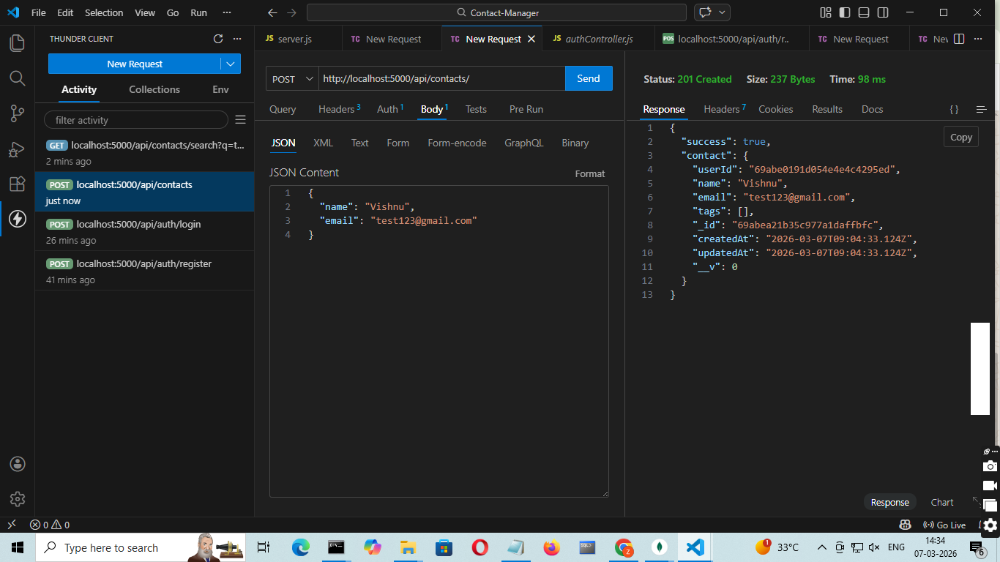 File Edit Selection View Go Run ···
Contact-Manager
THUNDER CLIENT
New Request
Activity Collections Env
filter activity
GET localhost:5000/api/contacts/search?q=t...
2 mins ago
POST localhost:5000/api/contacts
just now
POST localhost:5000/api/auth/login
26 mins ago
POST localhost:5000/api/auth/register
41 mins ago
JS server.js
TC New Request
TC New Request
JS authController.js
POS localhost:5000/api/auth/r..
TC New Request
TC Nev
POST http://localhost:5000/api/contacts/ Send
Query Headers 3 Auth 1 Body 1 Tests Pre Run
JSON XML Text Form Form-encode GraphQL Binary
JSON Content Format
1 {
2 "name": "Vishnu",
3 "email": "test123@gmail.com"
4 }
Status: 201 Created Size: 237 Bytes Time: 98 ms
Response Headers 7 Cookies Results Docs {}
Copy
1 {
2 "success": true,
3 "contact": {
4 "userId": "69abe0191d054e4e4c4295ed",
5 "name": "Vishnu",
6 "email": "test123@gmail.com",
7 "tags": [],
8 "_id": "69abea21b35c977a1daffbfc",
9 "createdAt": "2026-03-07T09:04:33.124Z",
10 "updatedAt": "2026-03-07T09:04:33.124Z",
11 "__v": 0
12 }
13 }
Response Chart
0 0 Go Live
Type here to search
SQL
Z
1
33°C ENG
14:34
07-03-2026
6